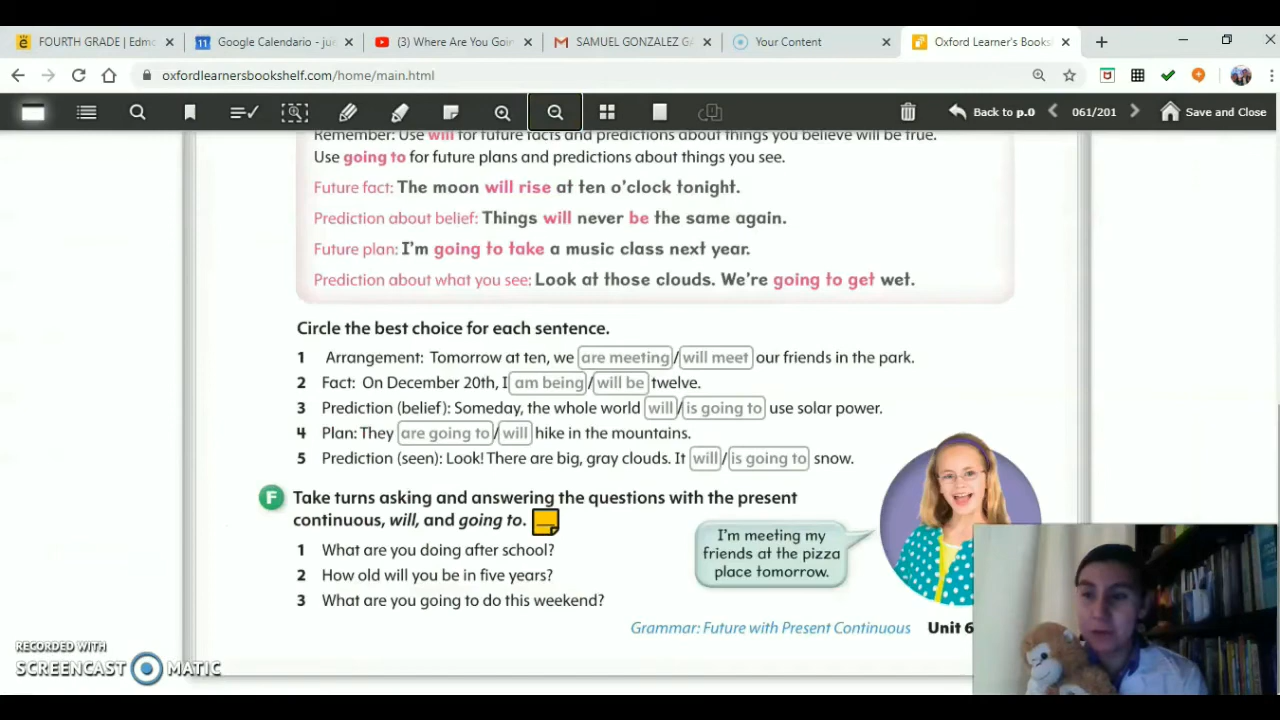 FOURTH GRADE | Edmo
Google Calendario - jue
(3) Where Are You Goin
SAMUEL GONZALEZ GA
Your Content
Oxford Learner's Books
oxfordlearnersbookshelf.com/home/main.html
Back to p.0
061/201
Save and Close
Remember: Use will for future facts and predictions about things you believe will be true.
Use going to for future plans and predictions about things you see.
Future fact: The moon will rise at ten o'clock tonight.
Prediction about belief: Things will never be the same again.
Future plan: I'm going to take a music class next year.
Prediction about what you see: Look at those clouds. We're going to get wet.
Circle the best choice for each sentence.
1 Arrangement: Tomorrow at ten, we are meeting/will meet our friends in the park.
2 Fact: On December 20th, I am being/will be twelve.
3 Prediction (belief): Someday, the whole world will/is going to use solar power.
4 Plan: They are going to/will hike in the mountains.
5 Prediction (seen): Look! There are big, gray clouds. It will/is going to snow.
F Take turns asking and answering the questions with the present
continuous, will, and going to.
1 What are you doing after school?
2 How old will you be in five years?
3 What are you going to do this weekend?
I'm meeting my
friends at the pizza
place tomorrow.
Grammar: Future with Present Continuous Unit 6
RECORDED WITH
SCREENCAST MATIC